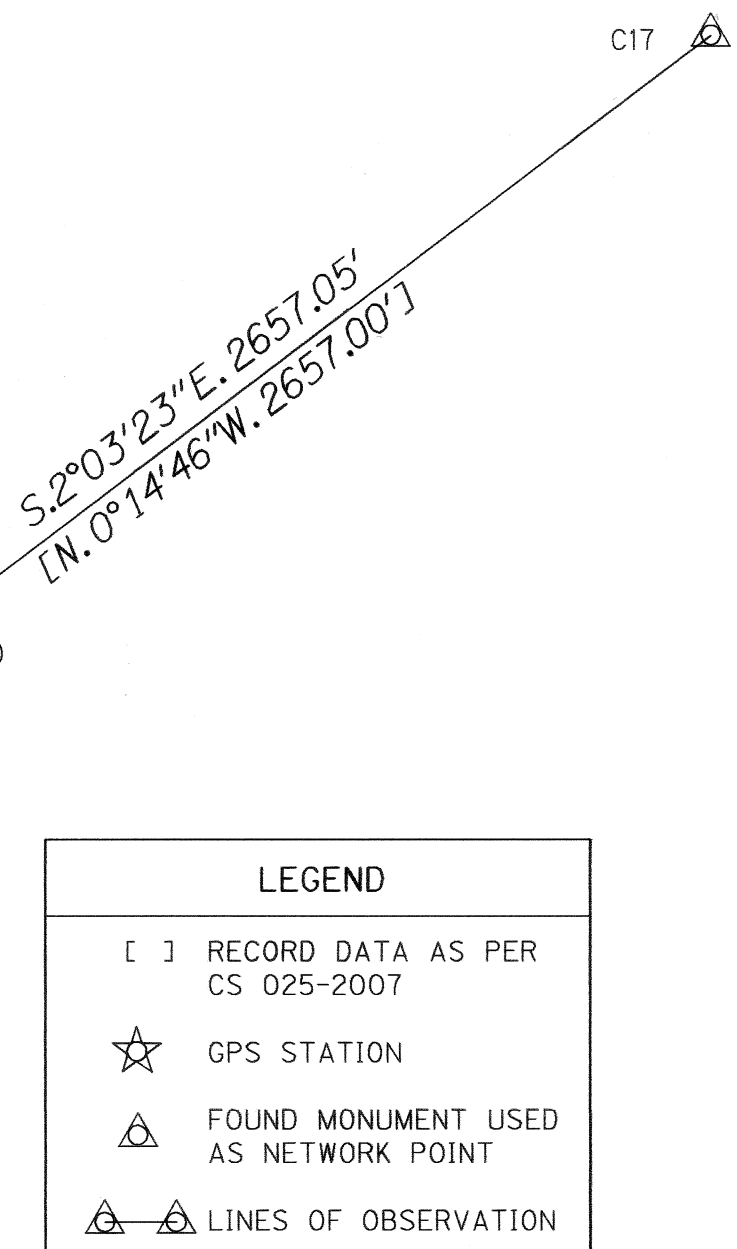 C17
S.2°03'23"E. 2657.05'
[N. 0°14'46"W. 2657.00']
LEGEND
[ ] RECORD DATA AS PER
CS 025-2007
GPS STATION
FOUND MONUMENT USED
AS NETWORK POINT
LINES OF OBSERVATION